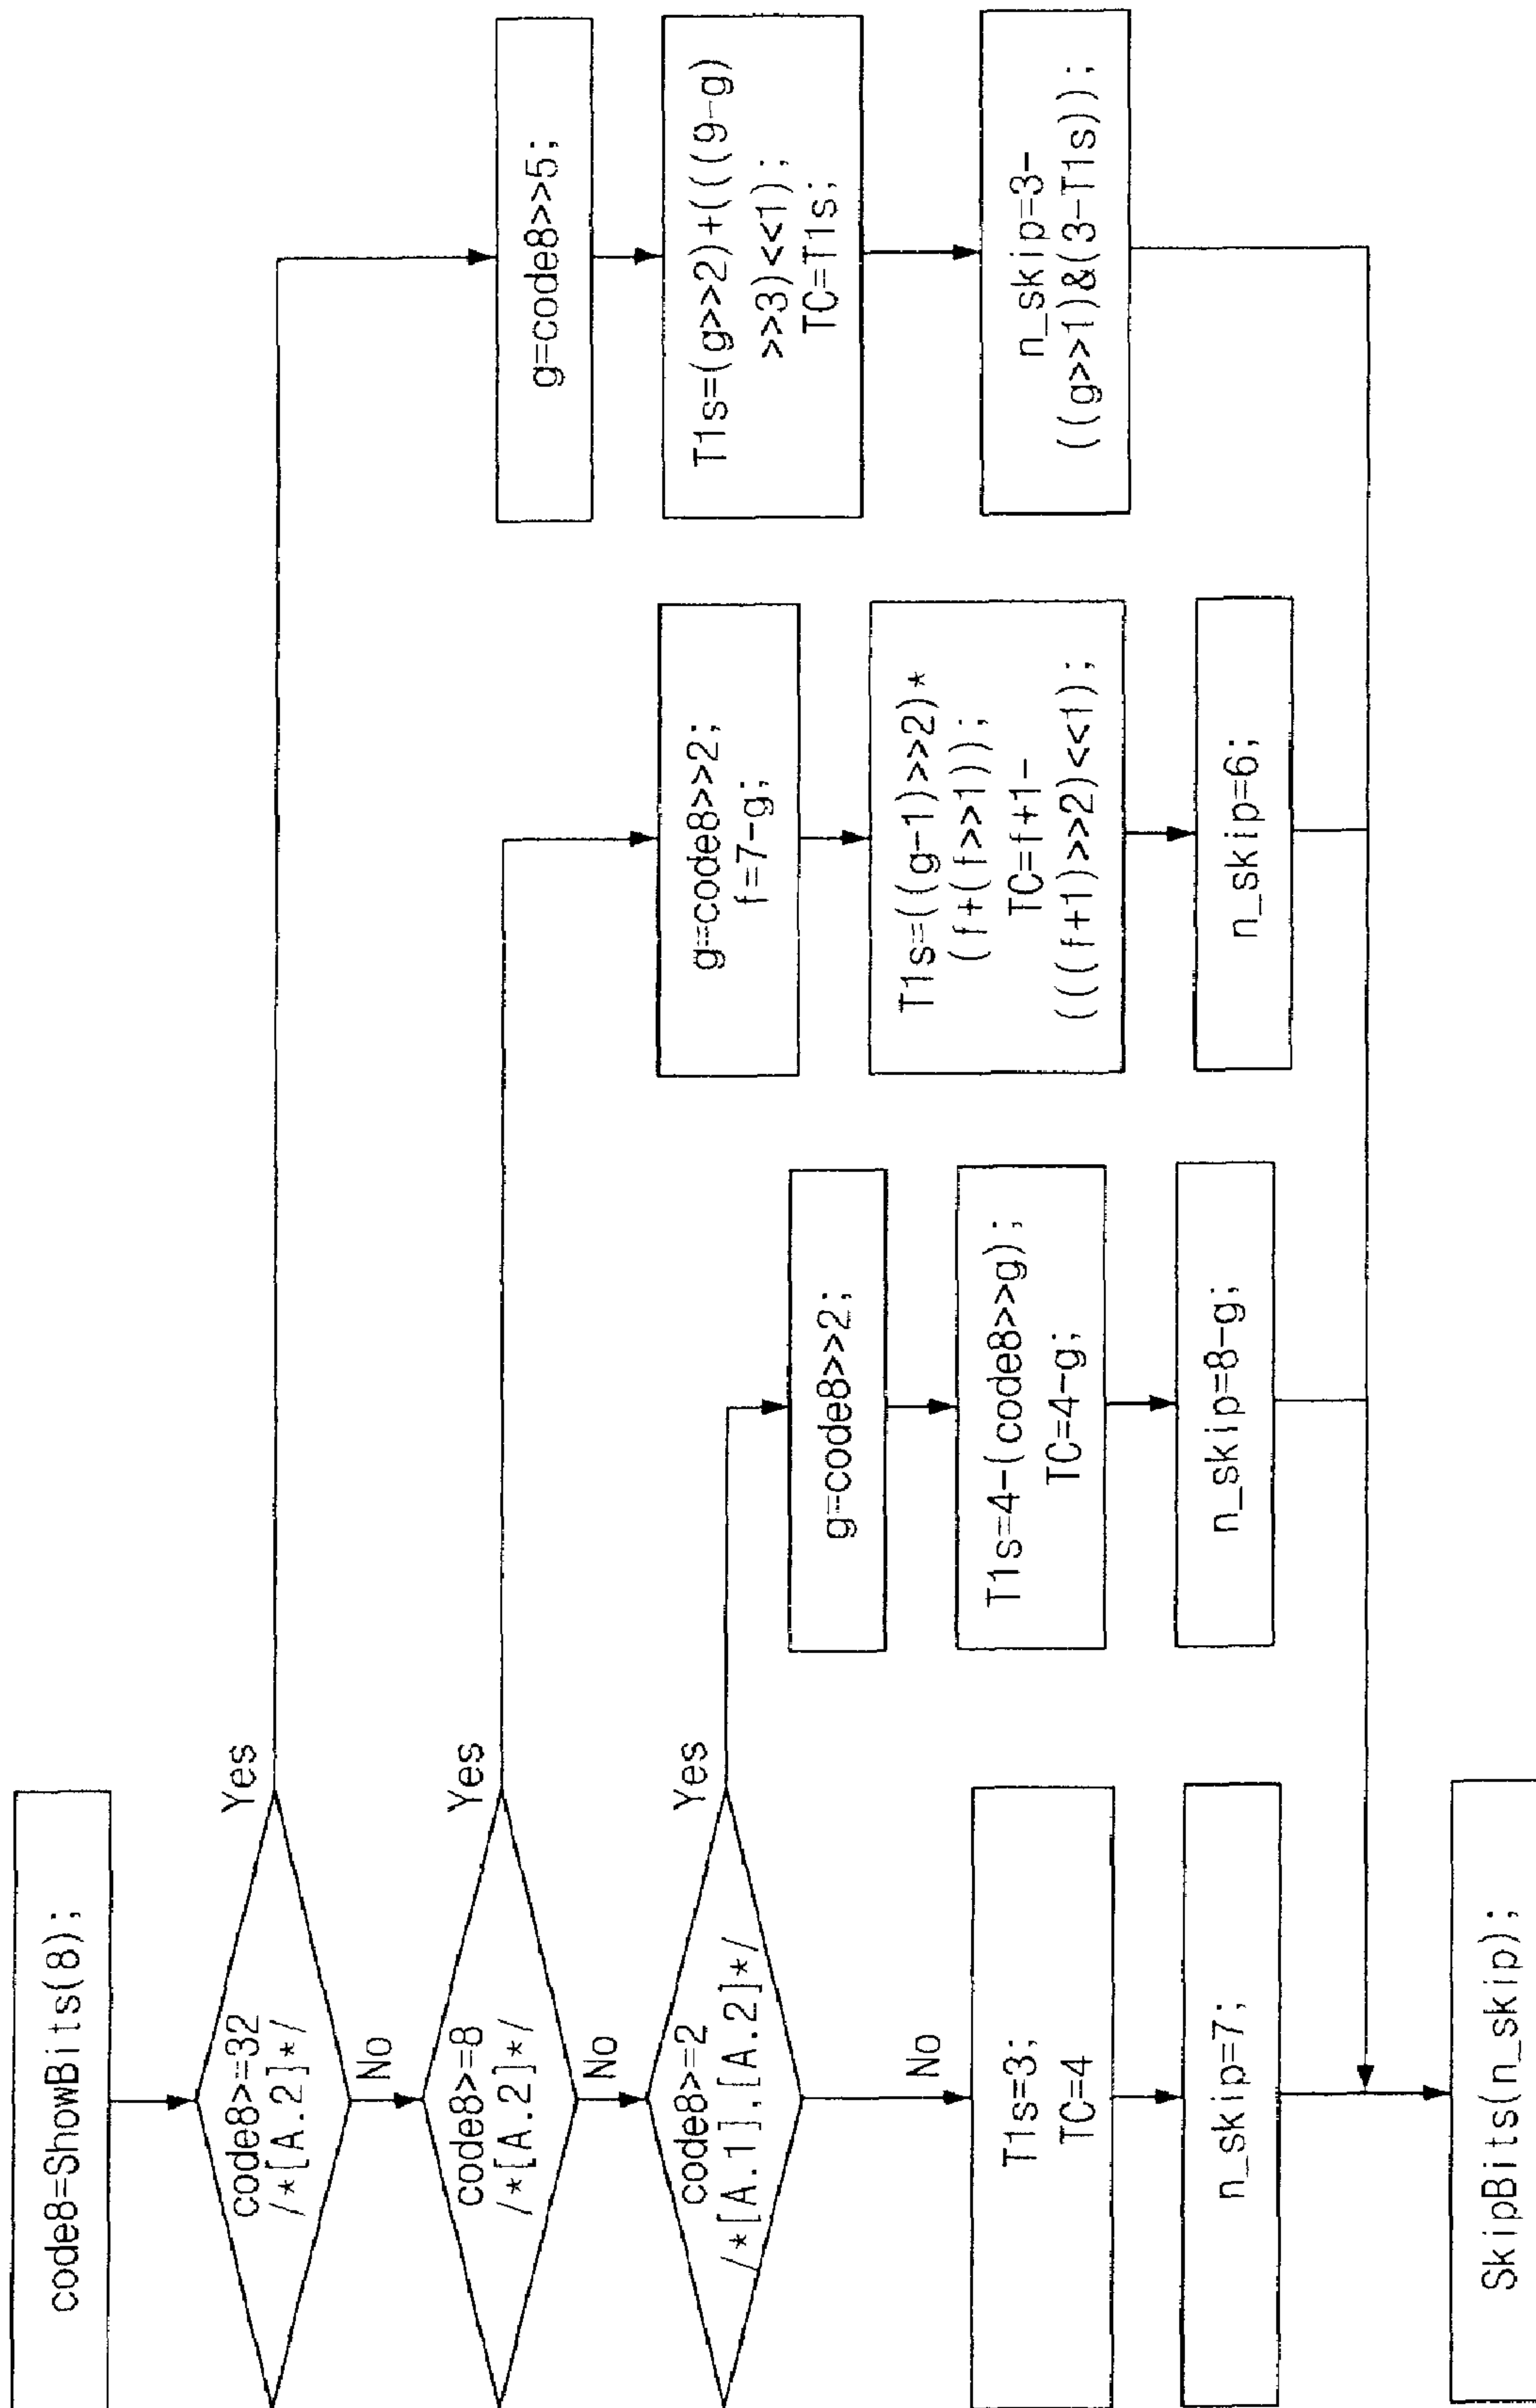 code8=ShowBits(8);
code8>=32
/*[A.2]*/
Yes
No
code8>=8
/*[A.2]*/
Yes
No
code8>=2
/*[A.1],[A.2]*/
Yes
No
T1s=3;
TC=4
n_skip=7;
g=code8>>2;
T1s=4-(code8>>g);
TC=4-g;
n_skip=8-g;
g=code8>>2;
f=7-g;
T1s=((g-1)>>2)*
(f+(f>>1)));
TC=f+1-
(((f+1)>>2)<<1);
n_skip=6;
g=code8>>5;
T1s=(g>>2)+(((9-g)
>>3)<<1);
TC=T1s;
n_skip=3-
((g>>1)&(3-T1s));
SkipBits(n_skip);